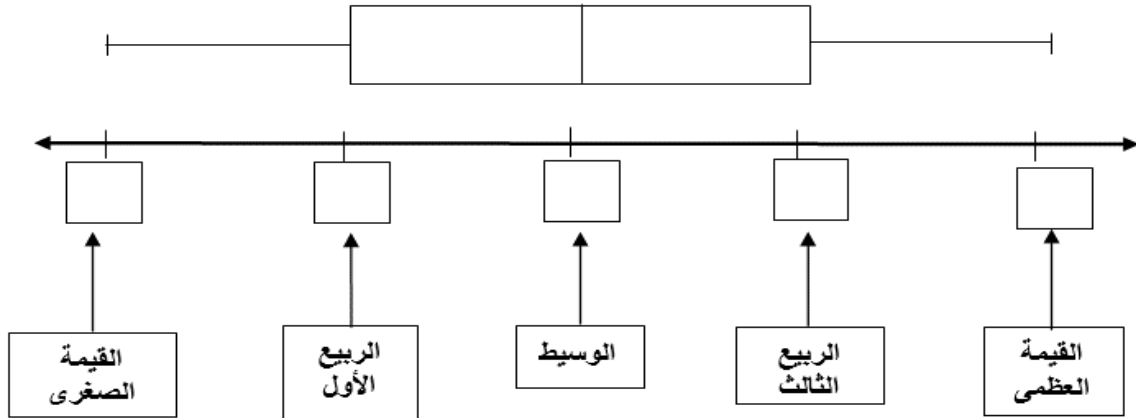 القيمة
الصغرى
الربيع
الأول
الوسيط
الربيع
الثالث
القيمة
العظمى